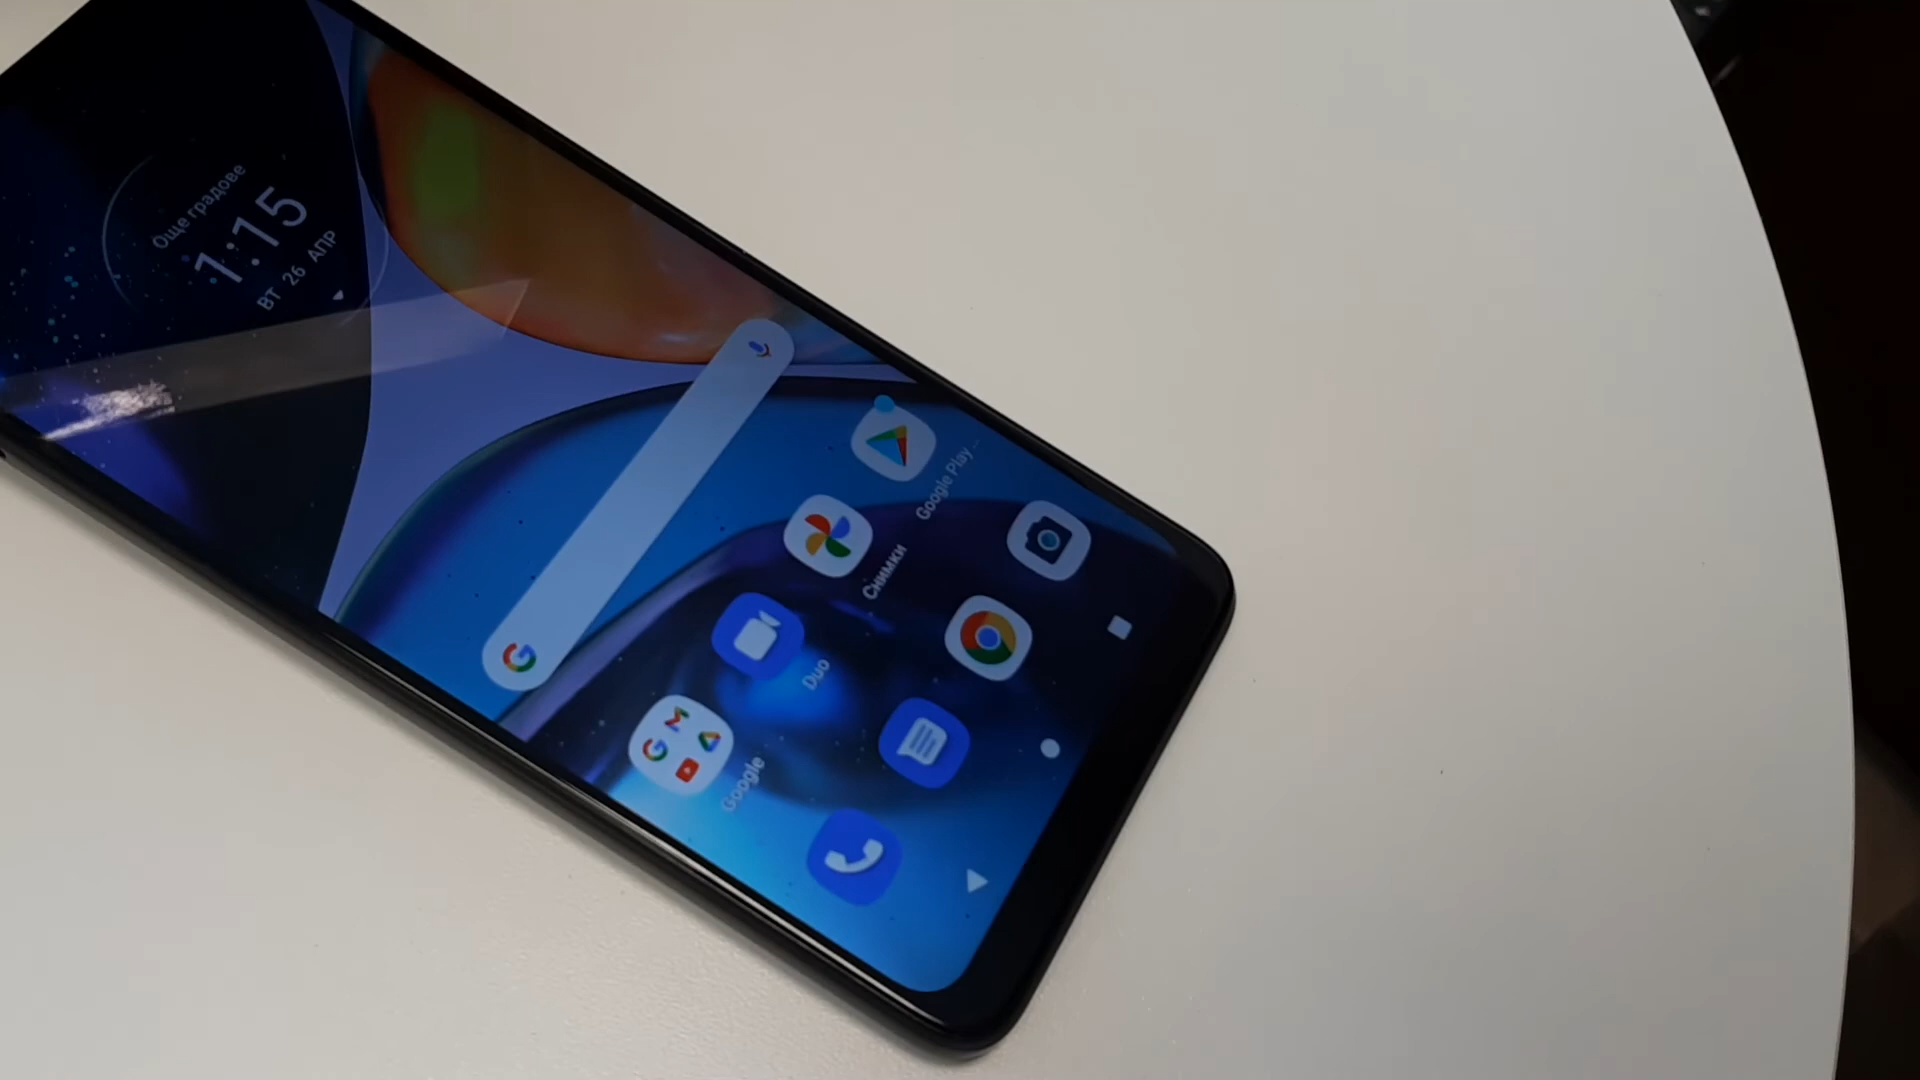 Още градове
1:15
ВТ 26 АПР
Google
Duo
Снимки
Google Play ...